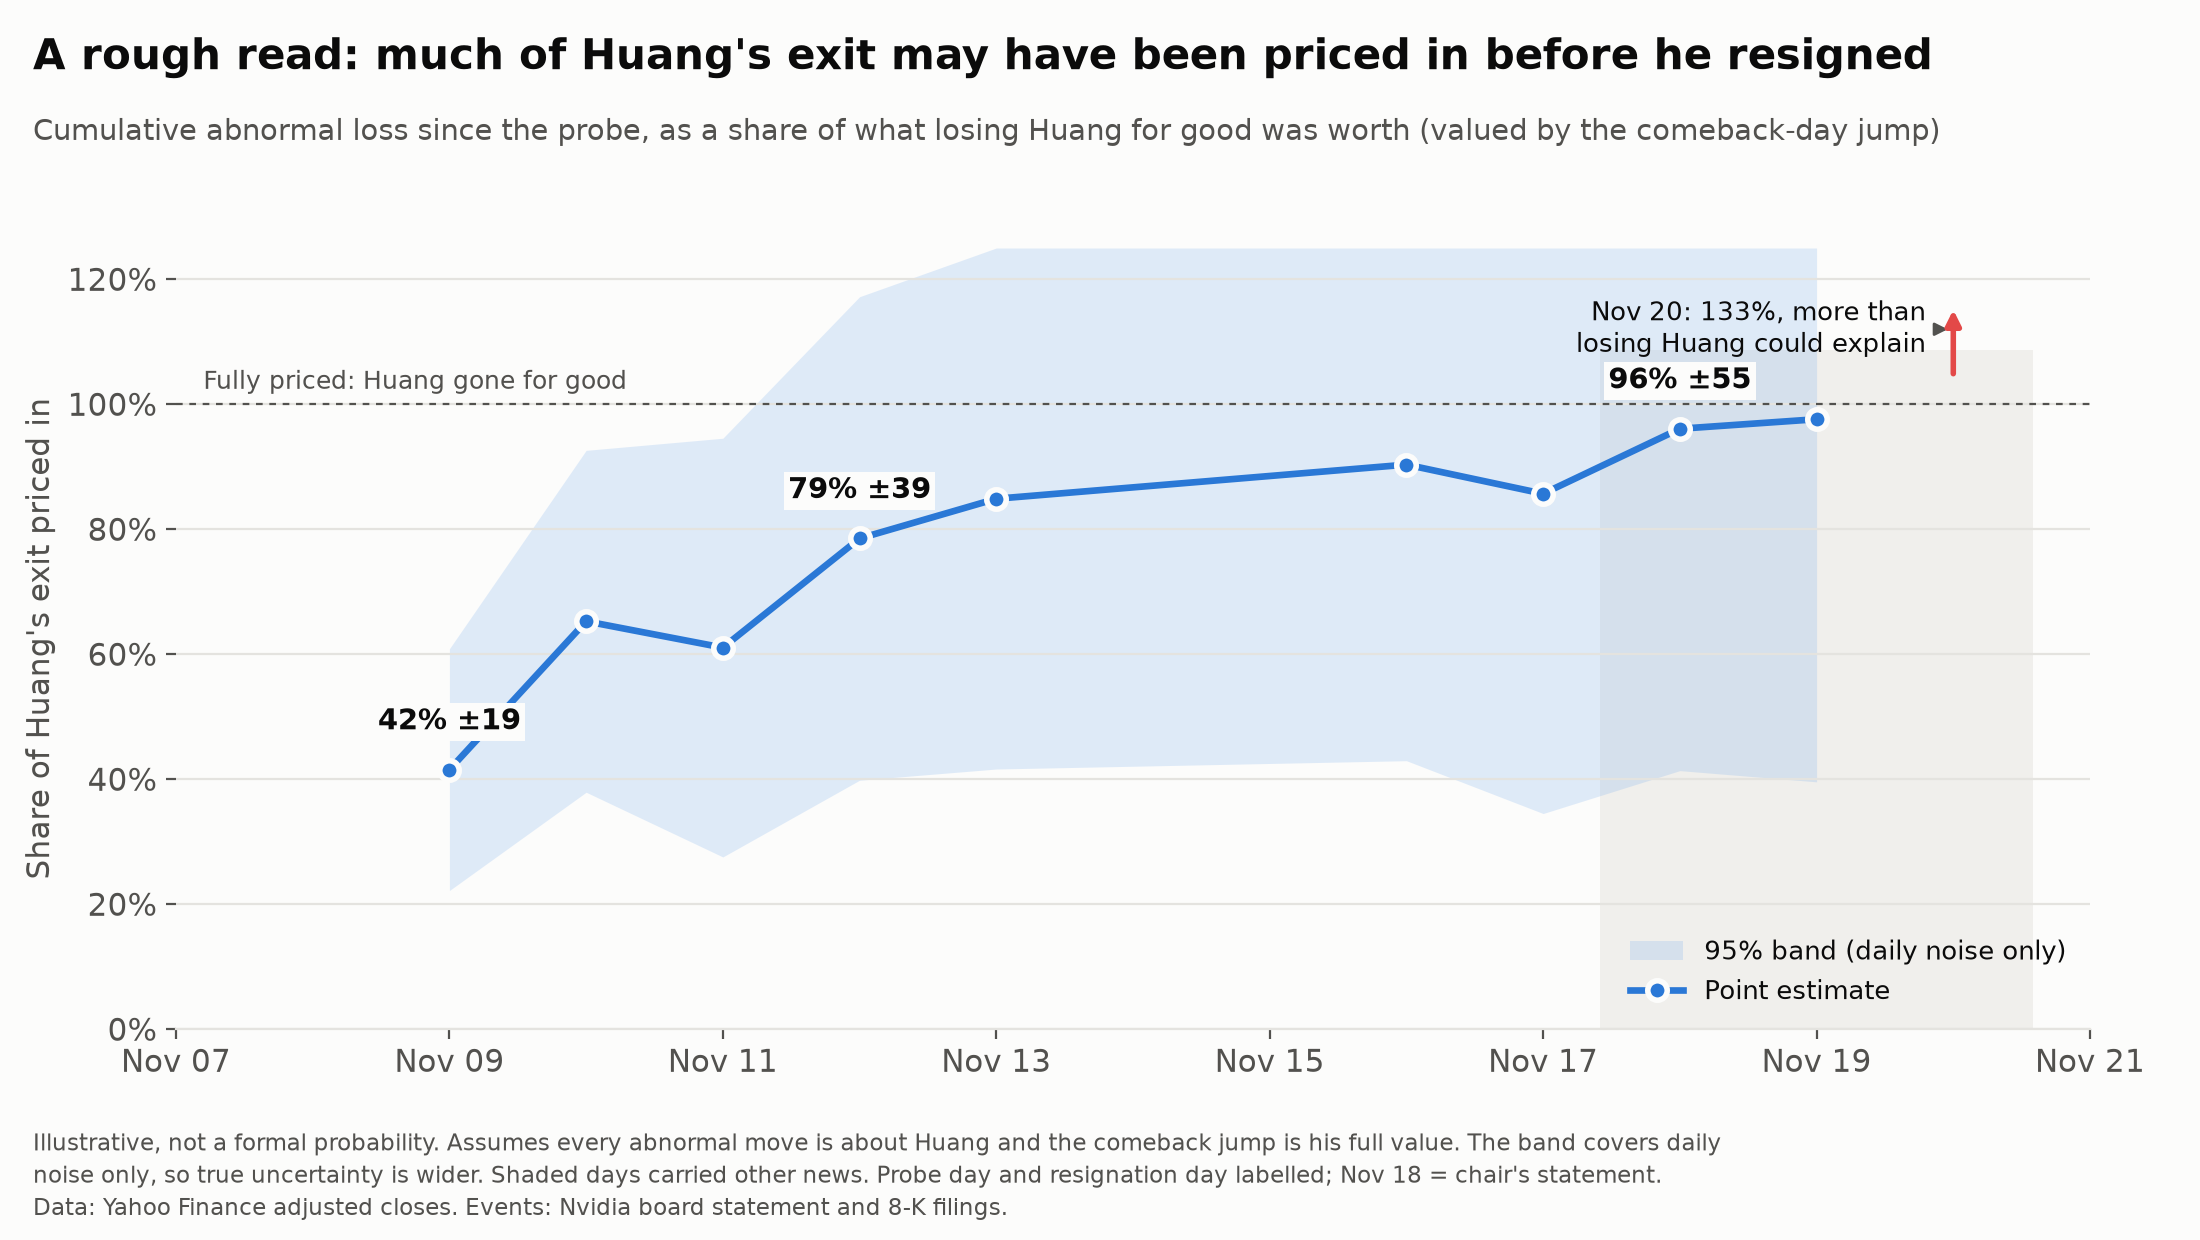 A rough read: much of Huang's exit may have been priced in before he resigned
Cumulative abnormal loss since the probe, as a share of what losing Huang for good was worth (valued by the comeback-day jump)
Share of Huang's exit priced in
120%
100%
80%
60%
40%
20%
0%
Fully priced: Huang gone for good
42% ±19
79% ±39
Nov 20: 133%, more than
losing Huang could explain
96% ±55
95% band (daily noise only)
Point estimate
Nov 07
Nov 09
Nov 11
Nov 13
Nov 15
Nov 17
Nov 19
Nov 21
Illustrative, not a formal probability. Assumes every abnormal move is about Huang and the comeback jump is his full value. The band covers daily
noise only, so true uncertainty is wider. Shaded days carried other news. Probe day and resignation day labelled; Nov 18 = chair's statement.
Data: Yahoo Finance adjusted closes. Events: Nvidia board statement and 8-K filings.